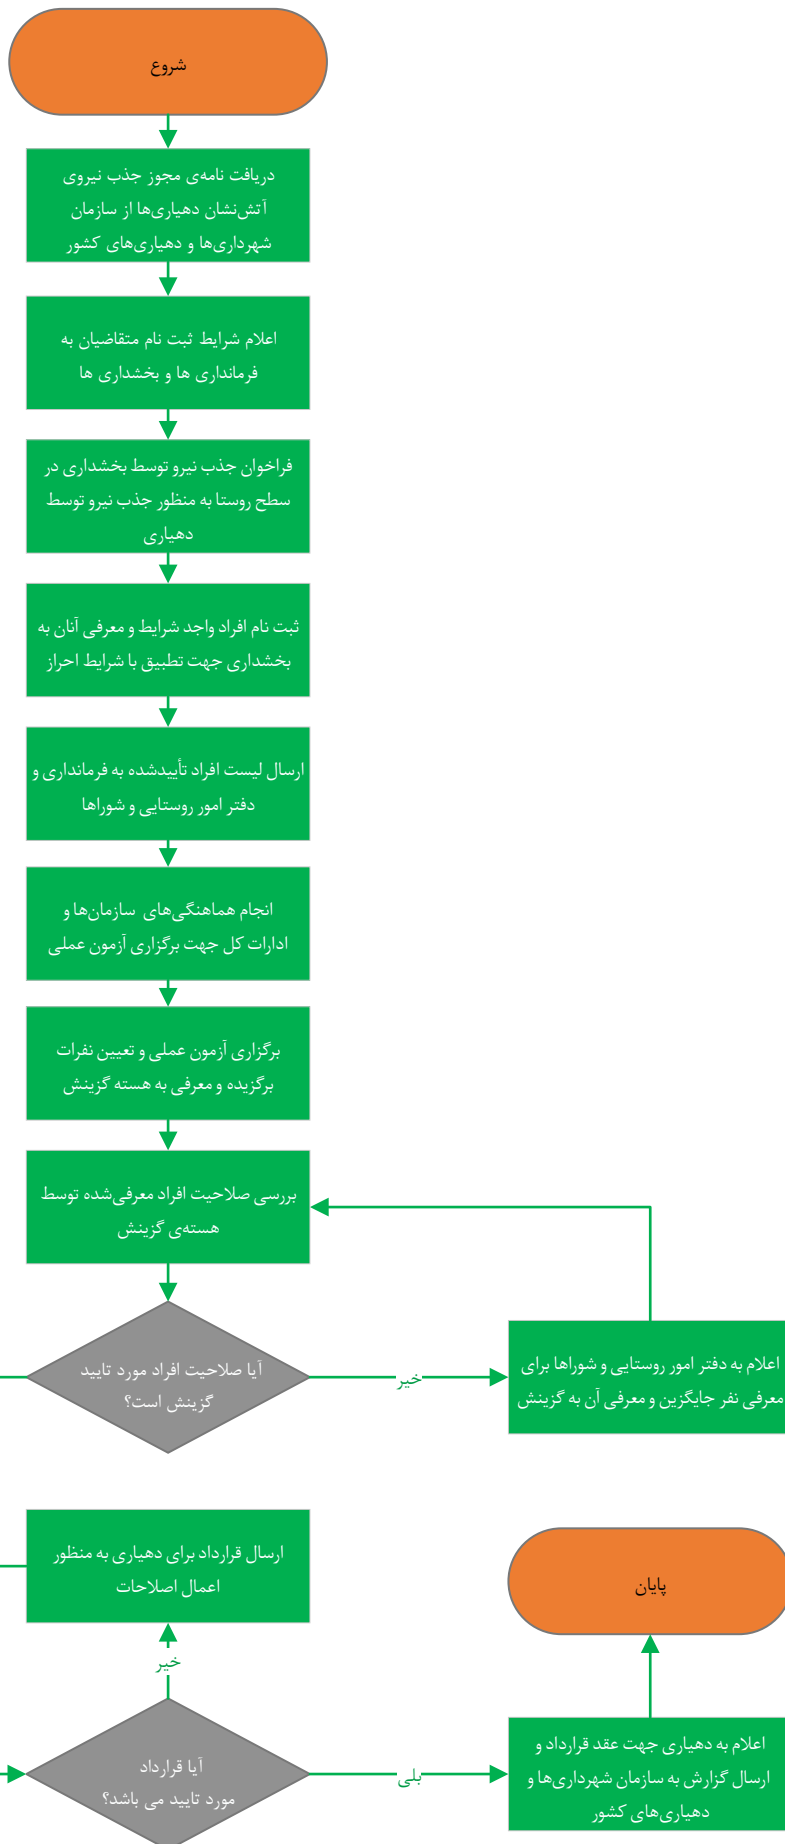 شروع
دریافت نامه‌ی مجوز جذب نیروی
آتش‌نشان دهیاری‌ها از سازمان
شهرداری‌ها و دهیاری‌های کشور
اعلام شرایط ثبت نام متقاضیان به
فرمانداری ها و بخشداری ها
فراخوان جذب نیرو توسط بخشداری در
سطح روستا به منظور جذب نیرو توسط
دهیاری
ثبت نام افراد واجد شرایط و معرفی آنان به
بخشداری جهت تطبیق با شرایط احراز
ارسال لیست افراد تأییدشده به فرمانداری و
دفتر امور روستایی و شوراها
انجام هماهنگی‌های سازمان‌ها و
ادارات کل جهت برگزاری آزمون عملی
برگزاری آزمون عملی و تعیین نفرات
برگزیده و معرفی به هسته گزینش
بررسی صلاحیت افراد معرفی‌شده توسط
هسته‌ی گزینش
آیا صلاحیت افراد مورد تایید
گزینش است؟
خیر
اعلام به دفتر امور روستایی و شوراها برای
معرفی نفر جایگزین و معرفی آن به گزینش
ارسال قرارداد برای دهیاری به منظور
اعمال اصلاحات
خیر
آیا قرارداد
مورد تایید می باشد؟
بلی
اعلام به دهیاری جهت عقد قرارداد و
ارسال گزارش به سازمان شهرداری‌ها و
دهیاری‌های کشور
پایان